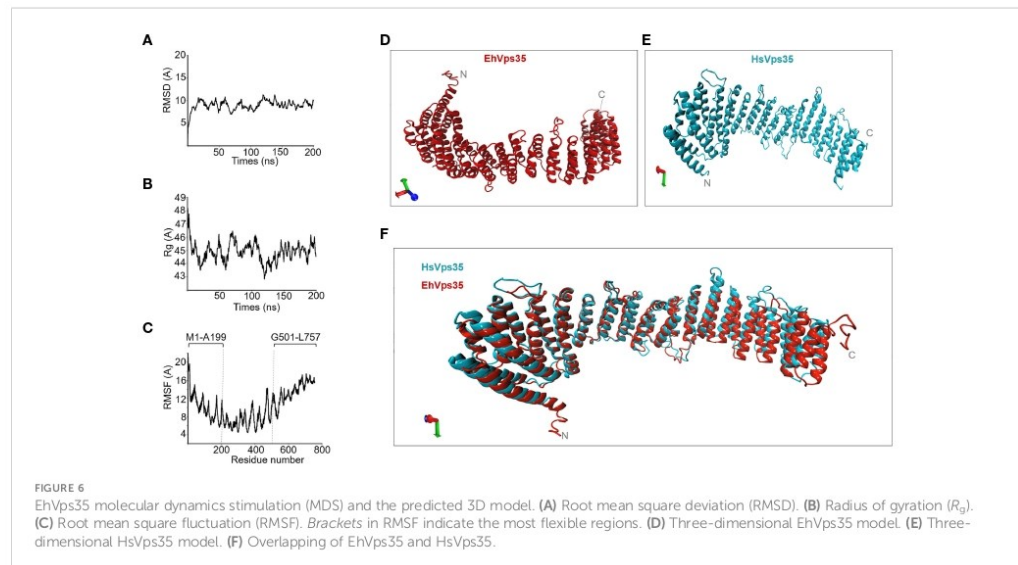 A
20
15
10
5
RMSD (A)
50 100 150 200
Times (ns)
B
49
48
47
46
45
44
43
Rg (A)
50 100 150 200
Times (ns)
C
M1-A199 G501-L757
20
16
12
8
4
RMSF (A)
200 400 600 800
Residue number
D
EhVps35
N
C
E
HsVps35
C
N
F
HsVps35
EhVps35
C
N
FIGURE 6
EhVps35 molecular dynamics stimulation (MDS) and the predicted 3D model. (A) Root mean square deviation (RMSD). (B) Radius of gyration (Rg).
(C) Root mean square fluctuation (RMSF). Brackets in RMSF indicate the most flexible regions. (D) Three-dimensional EhVps35 model. (E) Three-
dimensional HsVps35 model. (F) Overlapping of EhVps35 and HsVps35.